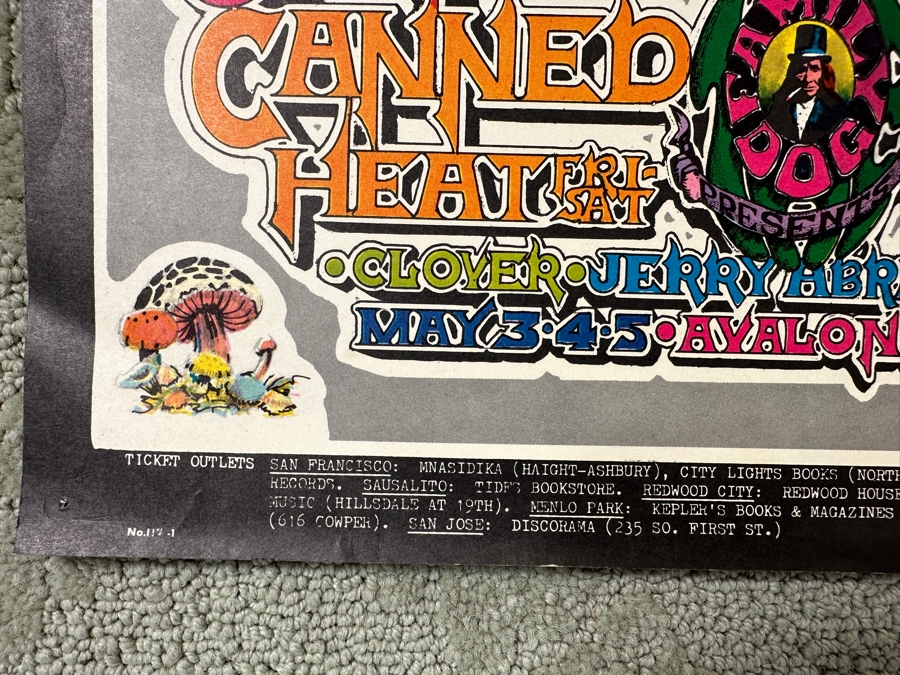 CANNED
HEAT FRI-
SAT
FAMILY
DOG
PRESENTS
•CLOVER•JERRY ABR
MAY 3•4•5•AVALON
TICKET OUTLETS SAN FRANCISCO: MNASIDIKA (HAIGHT-ASHBURY), CITY LIGHTS BOOKS (NORTH
RECORDS. SAUSALITO: TIDES BOOKSTORE. REDWOOD CITY: REDWOOD HOUSE
MUSIC (HILLSDALE AT 19TH). MENLO PARK: KEPLER'S BOOKS & MAGAZINES
(616 COWPER). SAN JOSE: DISCORAMA (235 SO. FIRST ST.)